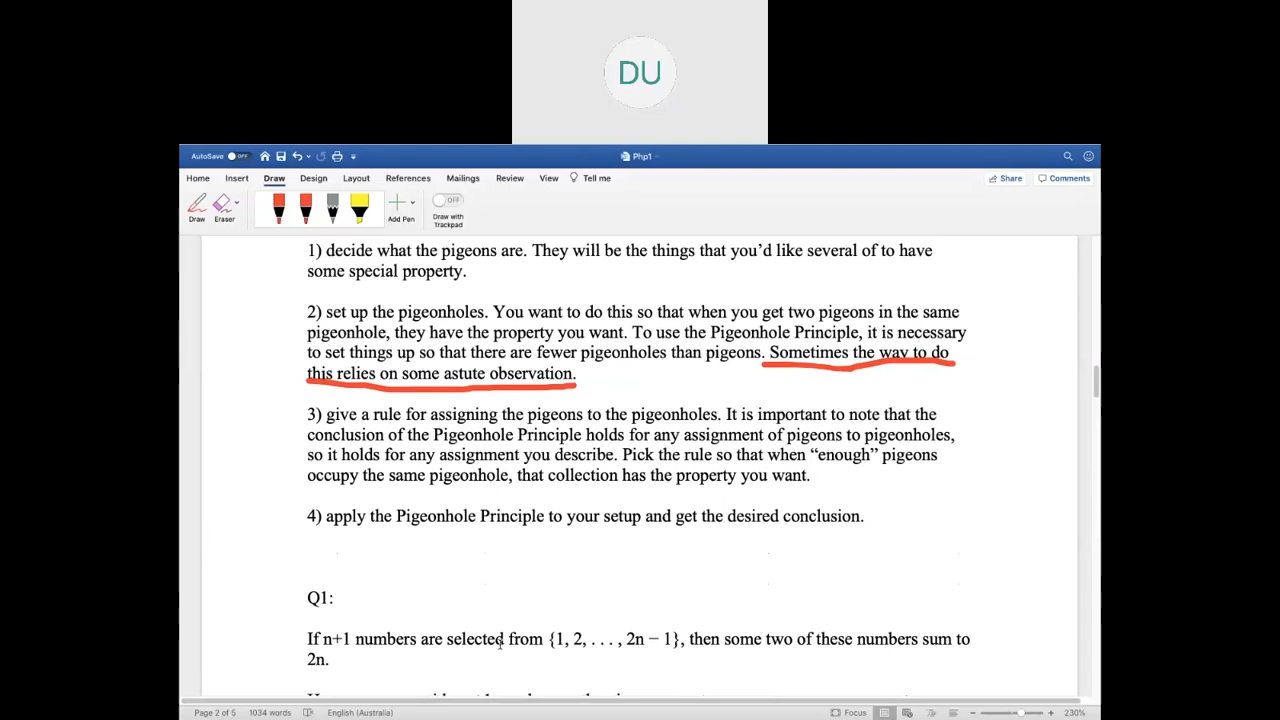 DU
AutoSave OFF
Php1
Home Insert Draw Design Layout References Mailings Review View Tell me
Share Comments
OFF
Draw Eraser Add Pen Draw with Trackpad
1) decide what the pigeons are. They will be the things that you’d like several of to have
some special property.
2) set up the pigeonholes. You want to do this so that when you get two pigeons in the same
pigeonhole, they have the property you want. To use the Pigeonhole Principle, it is necessary
to set things up so that there are fewer pigeonholes than pigeons. Sometimes the way to do
this relies on some astute observation.
3) give a rule for assigning the pigeons to the pigeonholes. It is important to note that the
conclusion of the Pigeonhole Principle holds for any assignment of pigeons to pigeonholes,
so it holds for any assignment you describe. Pick the rule so that when “enough” pigeons
occupy the same pigeonhole, that collection has the property you want.
4) apply the Pigeonhole Principle to your setup and get the desired conclusion.
Q1:
If n+1 numbers are selected from {1, 2, . . . , 2n − 1}, then some two of these numbers sum to
2n.
Page 2 of 5 1034 words English (Australia) Focus 230%